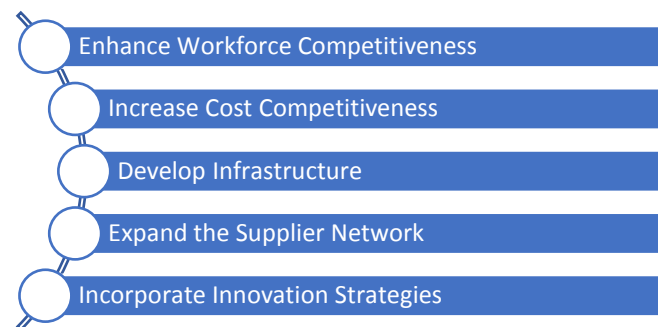 Enhance Workforce Competitiveness
Increase Cost Competitiveness
Develop Infrastructure
Expand the Supplier Network
Incorporate Innovation Strategies